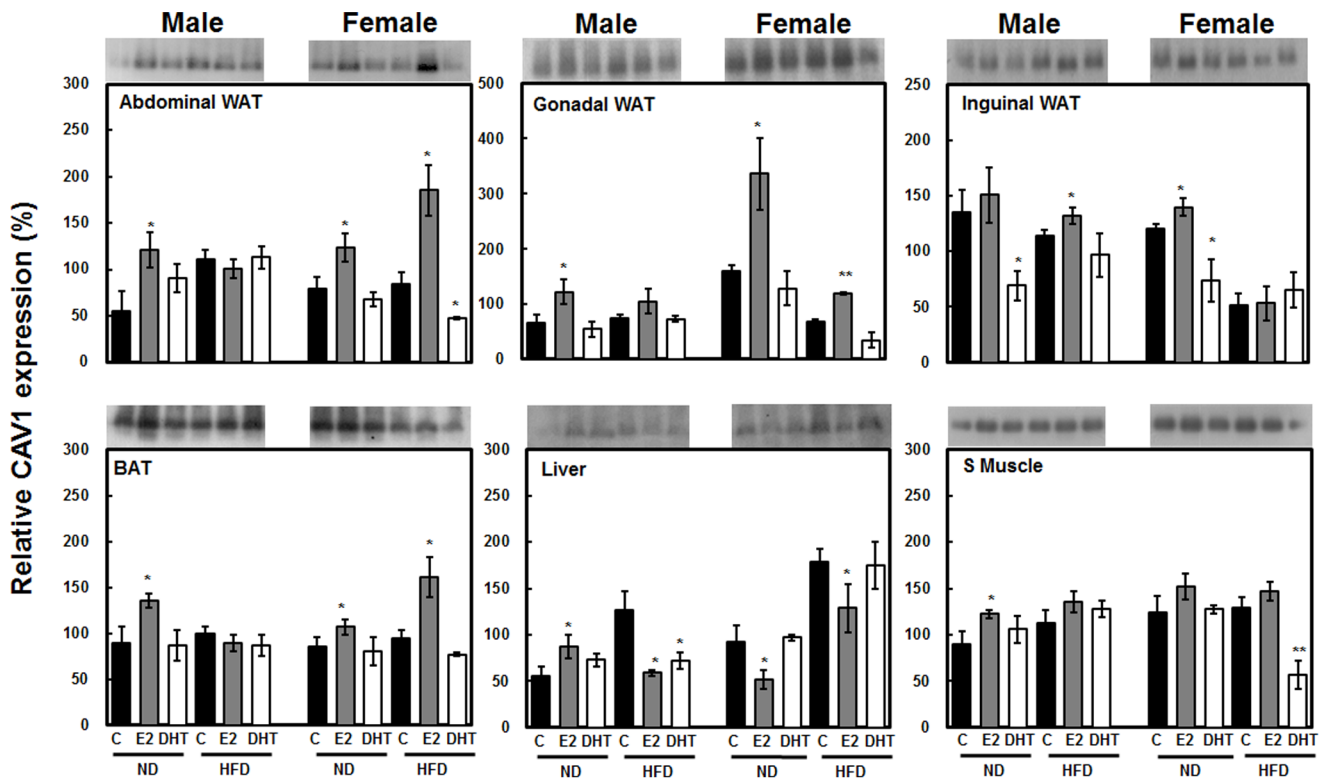 Male Female Male Female Male Female
Relative CAV1 expression (%)
Abdominal WAT
300
250
200
150
100
50
0
* * * *
Gonadal WAT
500
400
300
200
100
0
* * **
Inguinal WAT
250
200
150
100
50
0
* * * *
BAT
300
250
200
150
100
50
0
* * *
C E2 DHT C E2 DHT C E2 DHT C E2 DHT
ND HFD ND HFD
Liver
300
250
200
150
100
50
0
* * * * *
C E2 DHT C E2 DHT C E2 DHT C E2 DHT
ND HFD ND HFD
S Muscle
300
250
200
150
100
50
0
* **
C E2 DHT C E2 DHT C E2 DHT C E2 DHT
ND HFD ND HFD